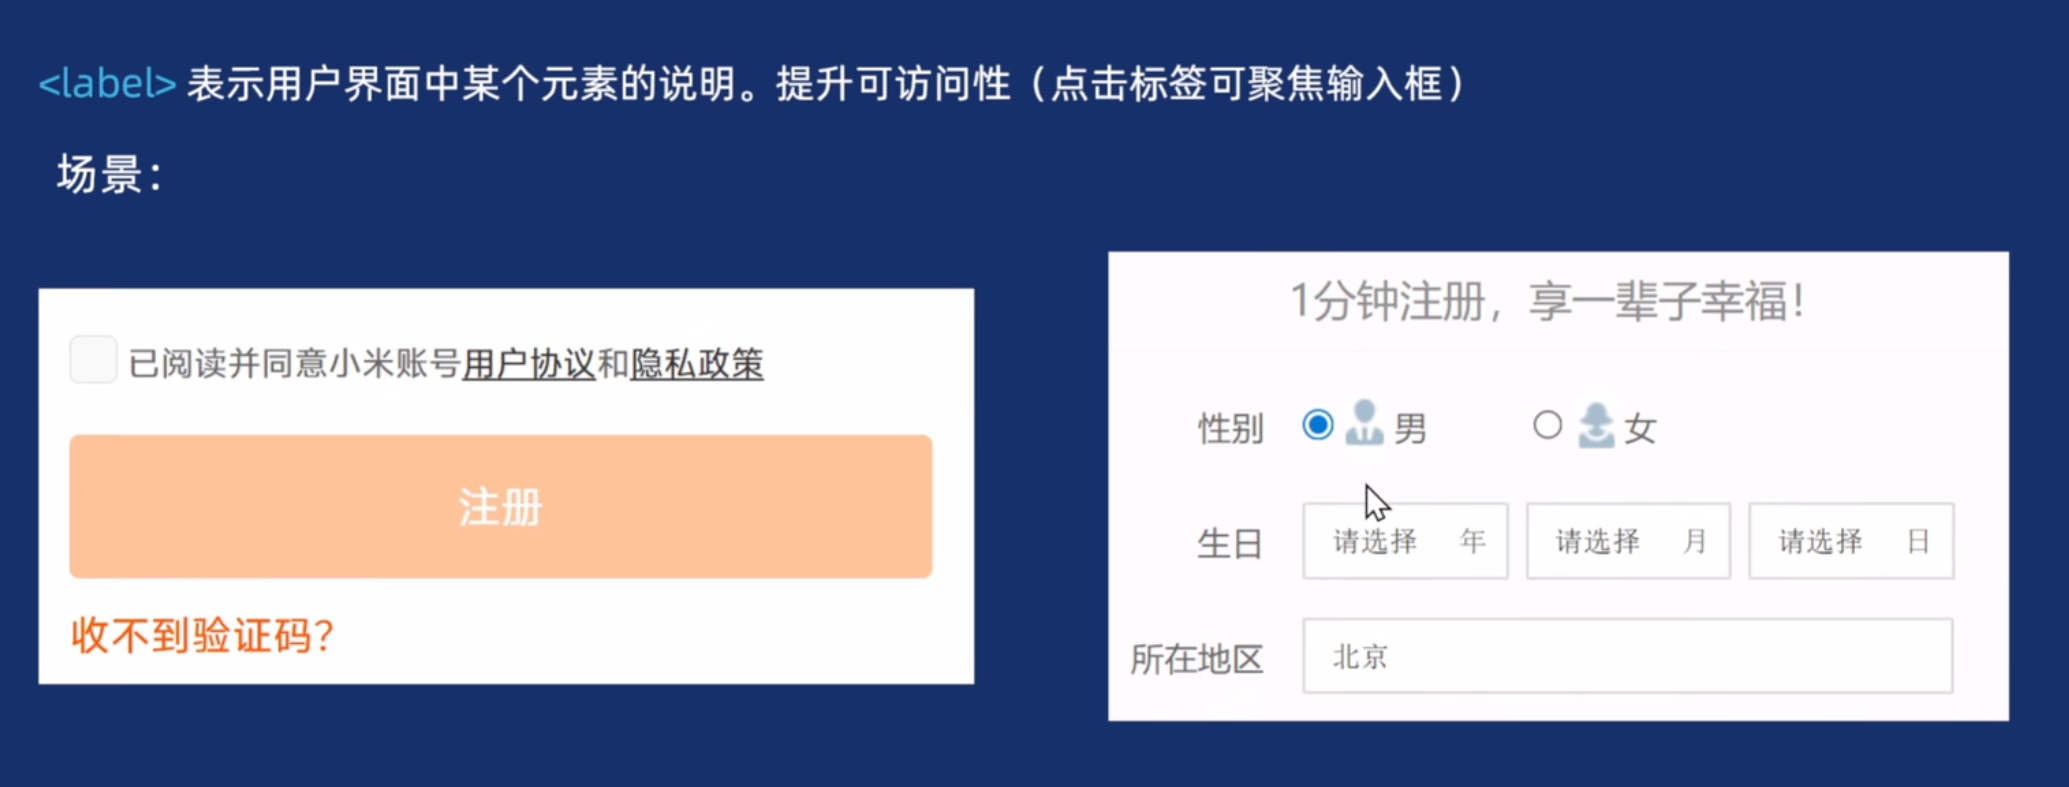 <label> 表示用户界面中某个元素的说明。提升可访问性（点击标签可聚焦输入框）
场景：
已阅读并同意小米账号用户协议和隐私政策
注册
收不到验证码？
1分钟注册，享一辈子幸福！
性别 男 女
生日 请选择 年 请选择 月 请选择 日
所在地区 北京